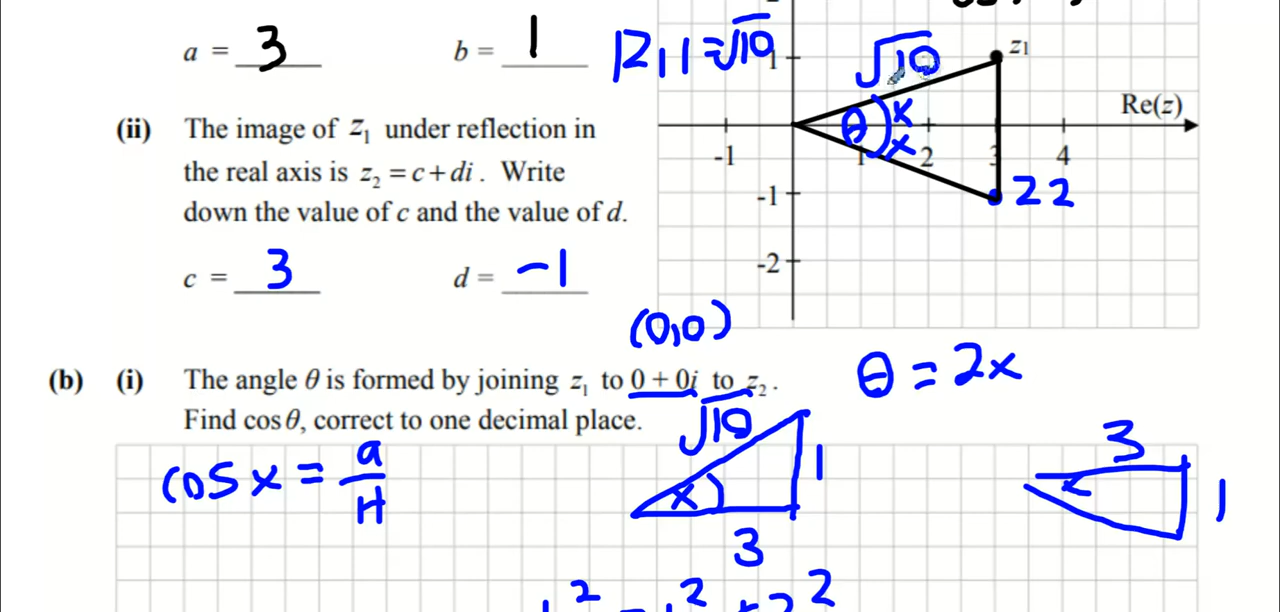 a = 3 b = 1
|Z1| = √10
√10 z₁
1
Re(z)
θ x
x
-1 1 2 3 4
-1
Z2
-2
(ii) The image of z₁ under reflection in
the real axis is z₂ = c + di . Write
down the value of c and the value of d.
c = 3 d = -1
(0,0)
θ = 2x
(b) (i) The angle θ is formed by joining z₁ to 0 + 0i to z₂ .
Find cos θ, correct to one decimal place.
cos x = a/H
√10
x 1
3
3
1